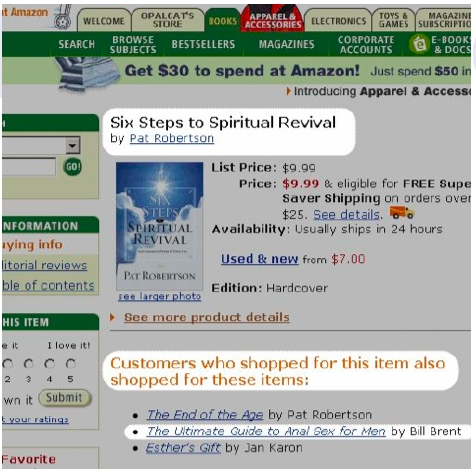 at Amazon
WELCOME
OPALCAT'S STORE
BOOKS
APPAREL & ACCESSORIES
ELECTRONICS
TOYS & GAMES
MAGAZIN
SUBSCRIPTIO
SEARCH
BROWSE SUBJECTS
BESTSELLERS
MAGAZINES
CORPORATE ACCOUNTS
E-BOOKS
& DOCS
Get $30 to spend at Amazon! Just spend $50 in
Introducing Apparel & Access
Six Steps to Spiritual Revival
by Pat Robertson
GO!
SIX
STEPS
to
SPIRITUAL
REVIVAL
PAT ROBERTSON
see larger photo
List Price: $9.99
Price: $9.99 & eligible for FREE Supe
Saver Shipping on orders over
$25. See details.
Availability: Usually ships in 24 hours
Used & new from $7.00
Edition: Hardcover
See more product details
NFORMATION
uying info
itorial reviews
ble of contents
HIS ITEM
e it I love it!
2 3 4 5
wn it Submit
t your ratings
Favorite
Customers who shopped for this item also
shopped for these items:
• The End of the Age by Pat Robertson
• The Ultimate Guide to Anal Sex for Men by Bill Brent
• Esther's Gift by Jan Karon